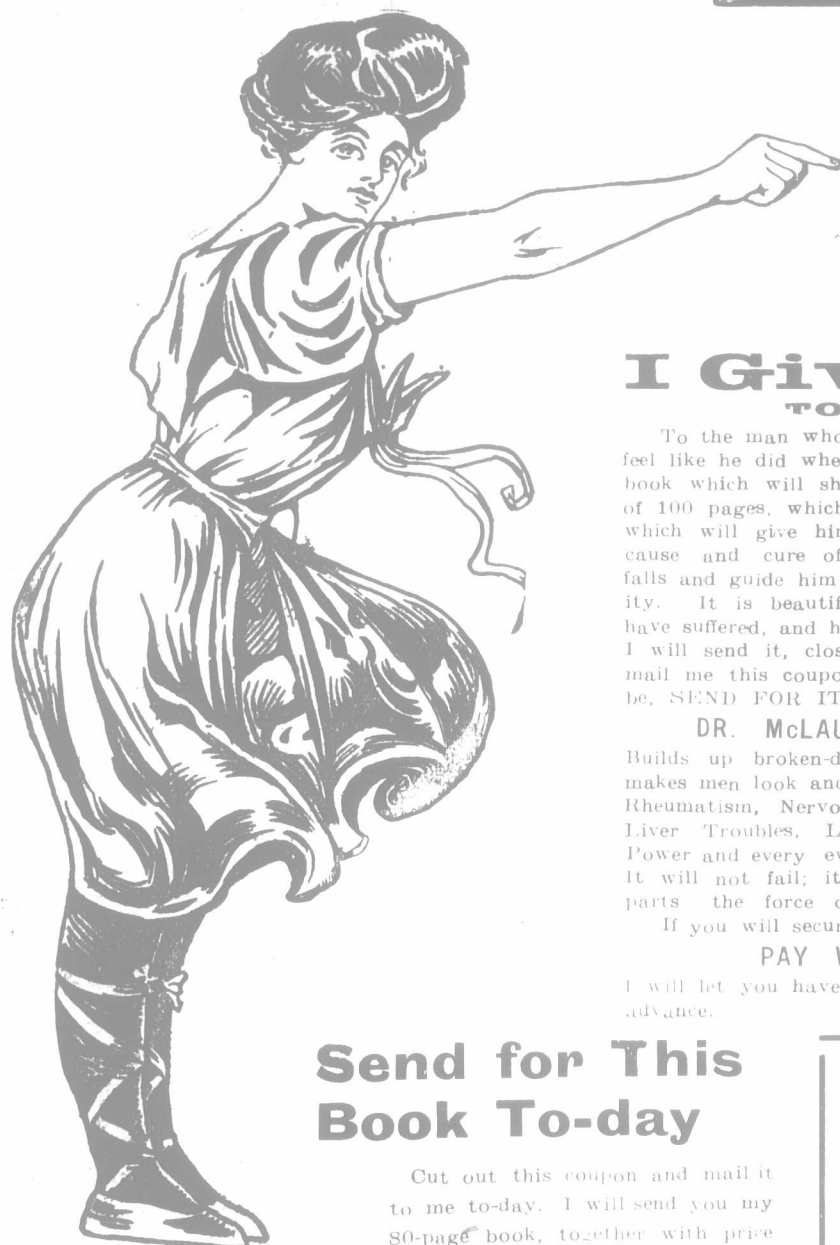 I Giv
TO
To the man who
feel like he did whe
book which will sh
of 100 pages, which
which will give him
cause and cure of
falls and guide him
ity. It is beautif
have suffered, and h
I will send it, clos
mail me this coupo
be, SEND FOR IT
DR. McLAU
Builds up broken-d
makes men look and
Rheumatism, Nervo
Liver Troubles, L
Power and every ev
It will not fail; it
parts the force o
If you will secur
PAY W
I will let you have
advance.
Send for This
Book To-day
Cut out this coupon and mail it
to me to-day. I will send you my
80-page book, together with price